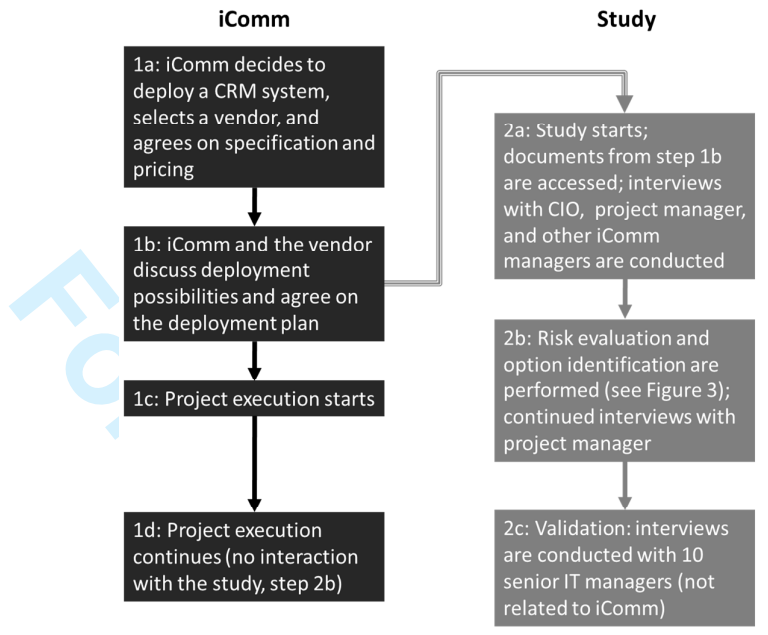 iComm
Study
1a: iComm decides to
deploy a CRM system,
selects a vendor, and
agrees on specification and
pricing
1b: iComm and the vendor
discuss deployment
possibilities and agree on
the deployment plan
1c: Project execution starts
1d: Project execution
continues (no interaction
with the study, step 2b)
2a: Study starts;
documents from step 1b
are accessed; interviews
with CIO, project manager,
and other iComm
managers are conducted
2b: Risk evaluation and
option identification are
performed (see Figure 3);
continued interviews with
project manager
2c: Validation: interviews
are conducted with 10
senior IT managers (not
related to iComm)